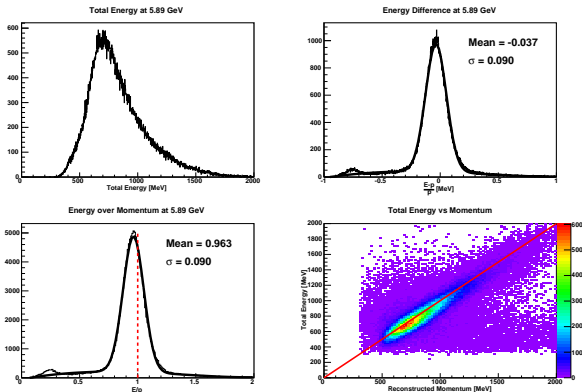 Total Energy at 5.89 GeV
600
500
400
300
200
100
0
0 500 1000 1500 2000
Total Energy [MeV]
Energy Difference at 5.89 GeV
Mean = -0.037
σ = 0.090
1000
800
600
400
200
0
-1 -0.5 0 0.5 1
E-p
p [MeV]
Energy over Momentum at 5.89 GeV
Mean = 0.963
σ = 0.090
5000
4000
3000
2000
1000
0
0 0.5 1 1.5 2
E/p
Total Energy vs Momentum
Total Energy [MeV]
2000
1800
1600
1400
1200
1000
800
600
400
200
0
0 500 1000 1500 2000
Reconstructed Momentum [MeV]
600
500
400
300
200
100
0